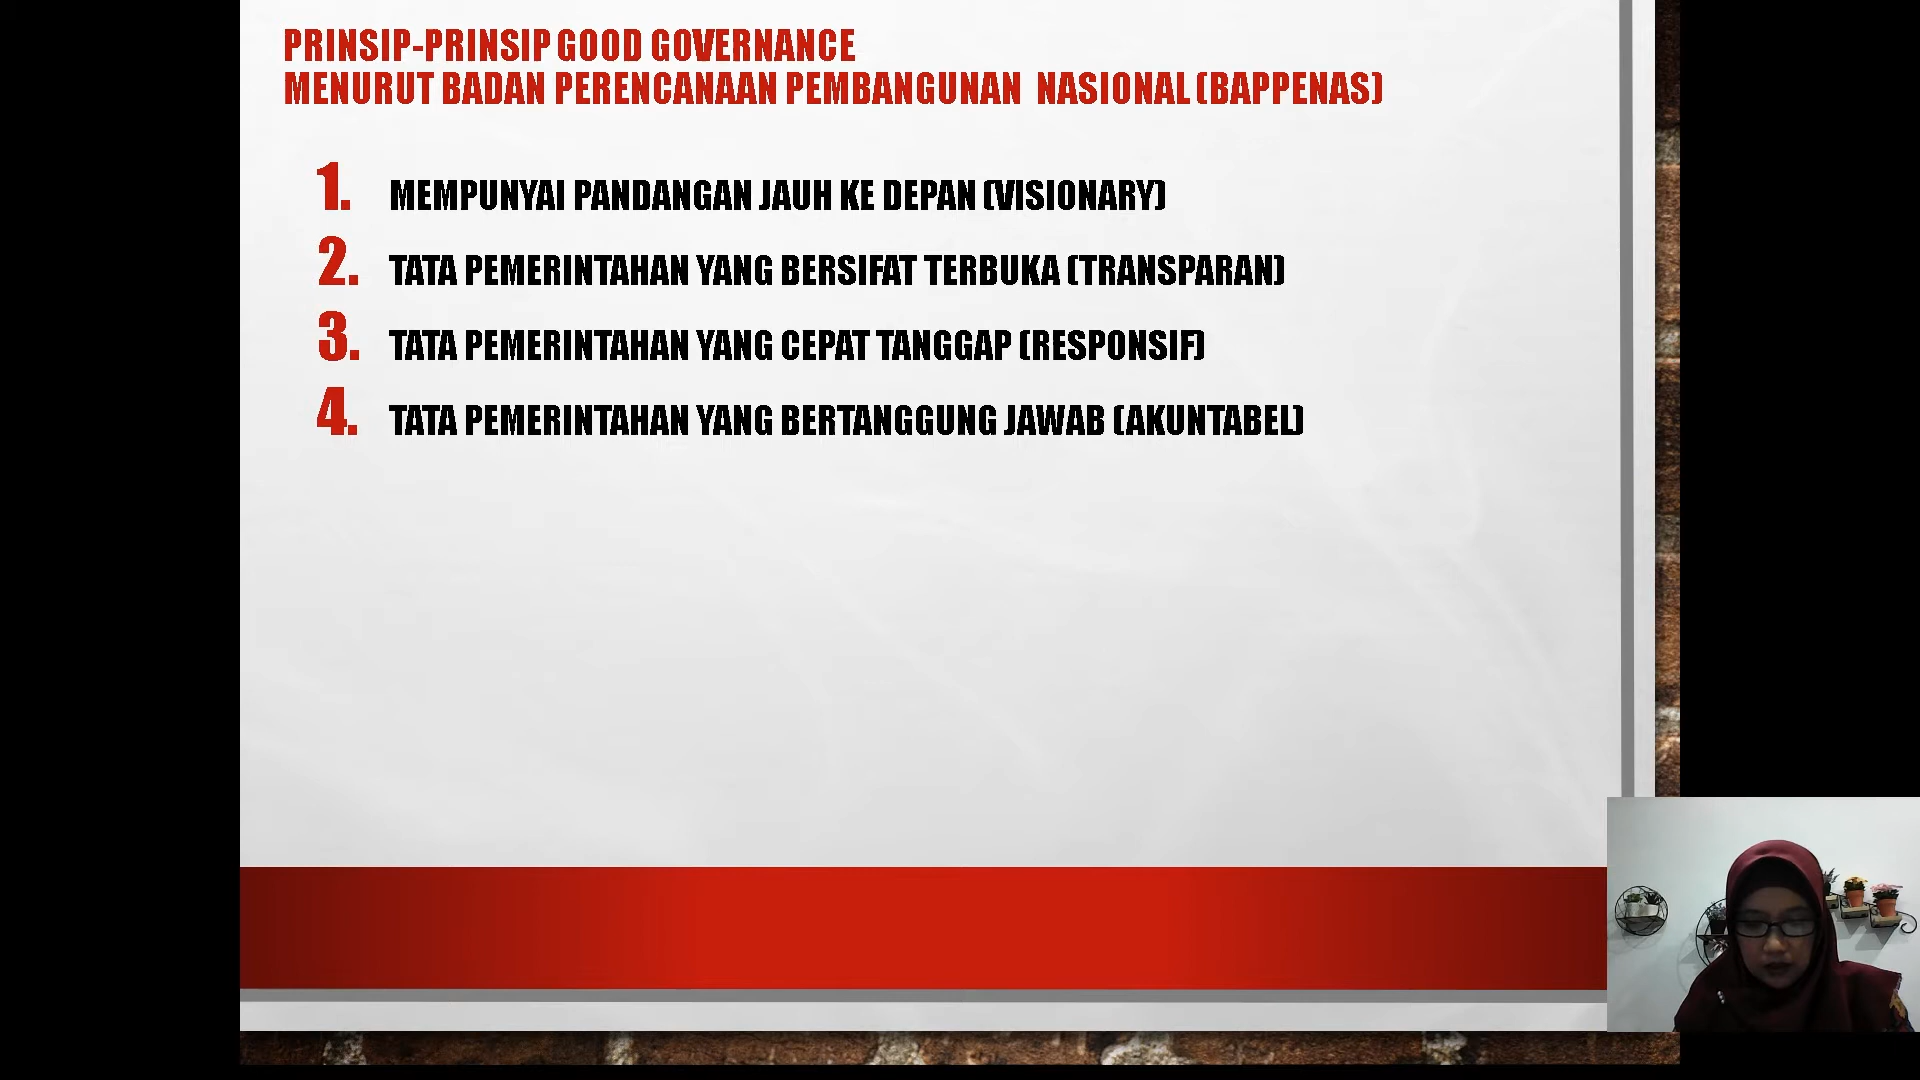 PRINSIP-PRINSIP GOOD GOVERNANCE
MENURUT BADAN PERENCANAAN PEMBANGUNAN NASIONAL (BAPPENAS)
1. MEMPUNYAI PANDANGAN JAUH KE DEPAN (VISIONARY)
2. TATA PEMERINTAHAN YANG BERSIFAT TERBUKA (TRANSPARAN)
3. TATA PEMERINTAHAN YANG CEPAT TANGGAP (RESPONSIF)
4. TATA PEMERINTAHAN YANG BERTANGGUNG JAWAB (AKUNTABEL)